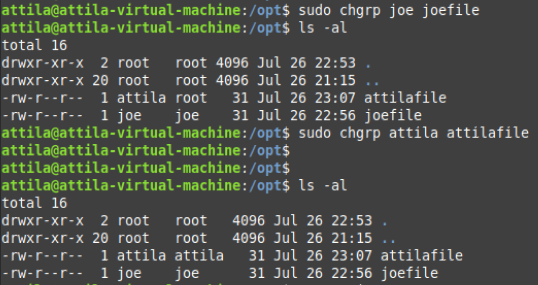 attila@attila-virtual-machine:/opt$ sudo chgrp joe joefile
attila@attila-virtual-machine:/opt$ ls -al
total 16
drwxr-xr-x  2 root   root 4096 Jul 26 22:53 .
drwxr-xr-x 20 root   root 4096 Jul 26 21:15 ..
-rw-r--r--  1 attila root   31 Jul 26 23:07 attilafile
-rw-r--r--  1 joe    joe    31 Jul 26 22:56 joefile
attila@attila-virtual-machine:/opt$ sudo chgrp attila attilafile
attila@attila-virtual-machine:/opt$
attila@attila-virtual-machine:/opt$
attila@attila-virtual-machine:/opt$ ls -al
total 16
drwxr-xr-x  2 root   root   4096 Jul 26 22:53 .
drwxr-xr-x 20 root   root   4096 Jul 26 21:15 ..
-rw-r--r--  1 attila attila   31 Jul 26 23:07 attilafile
-rw-r--r--  1 joe    joe      31 Jul 26 22:56 joefile